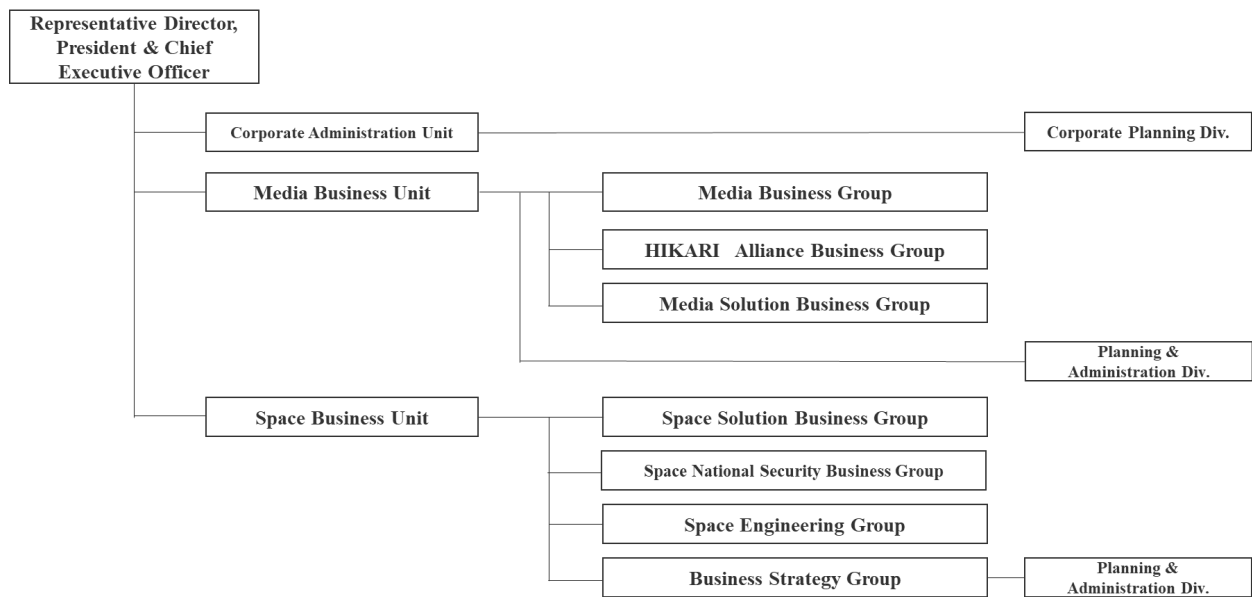 Representative Director,
President & Chief
Executive Officer
Corporate Administration Unit
Corporate Planning Div.
Media Business Unit
Media Business Group
HIKARI Alliance Business Group
Media Solution Business Group
Planning &
Administration Div.
Space Business Unit
Space Solution Business Group
Space National Security Business Group
Space Engineering Group
Business Strategy Group
Planning &
Administration Div.